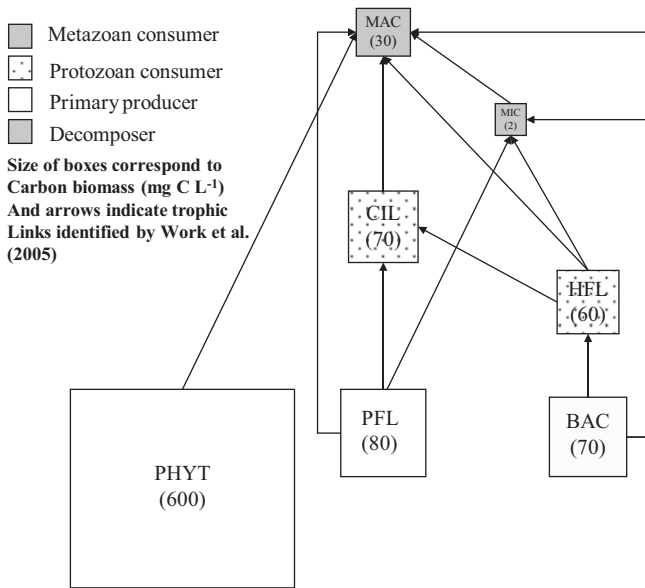 Metazoan consumer
Protozoan consumer
Primary producer
Decomposer
Size of boxes correspond to
Carbon biomass (mg C L-1)
And arrows indicate trophic
Links identified by Work et al.
(2005)
MAC
(30)
MIC
(2)
CIL
(70)
HFL
(60)
PHYT
(600)
PFL
(80)
BAC
(70)